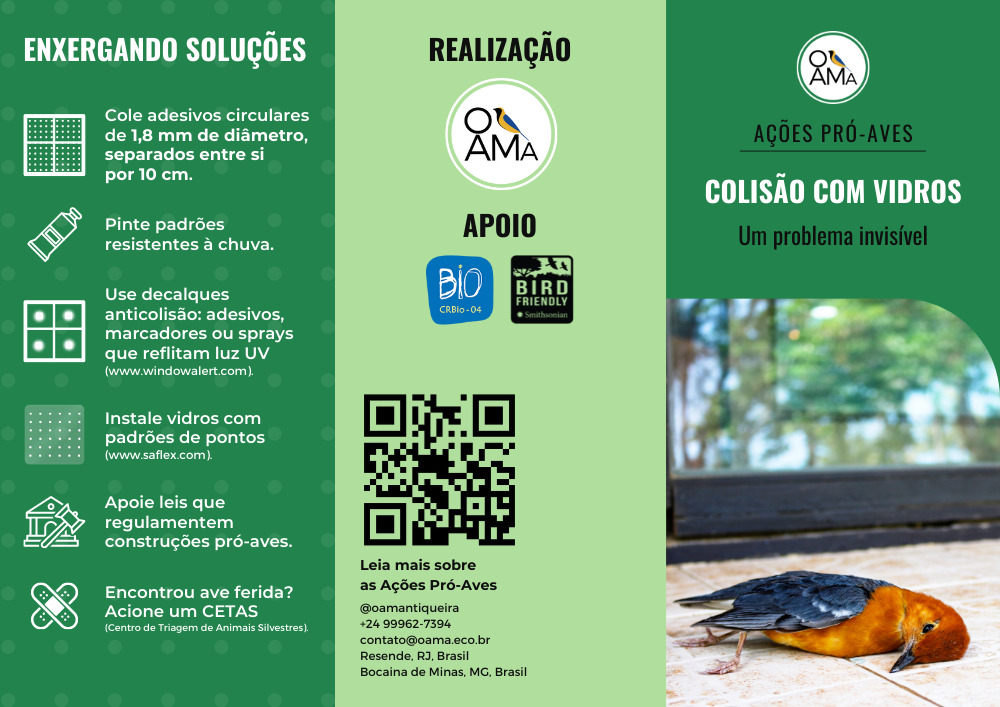 ENXERGANDO SOLUÇÕES
Cole adesivos circulares
de 1,8 mm de diâmetro,
separados entre si
por 10 cm.
Pinte padrões
resistentes à chuva.
Use decalques
anticolisão: adesivos,
marcadores ou sprays
que reflitam luz UV
(www.windowalert.com).
Instale vidros com
padrões de pontos
(www.saflex.com).
Apoie leis que
regulamentem
construções pró-aves.
Encontrou ave ferida?
Acione um CETAS
(Centro de Triagem de Animais Silvestres).
REALIZAÇÃO
O
AMA
APOIO
BIO
CRBio-04
BIRD
FRIENDLY
Smithsonian
Leia mais sobre
as Ações Pró-Aves
@oamantiqueira
+24 99962-7394
contato@oama.eco.br
Resende, RJ, Brasil
Bocaina de Minas, MG, Brasil
O
AMA
AÇÕES PRÓ-AVES
COLISÃO COM VIDROS
Um problema invisível